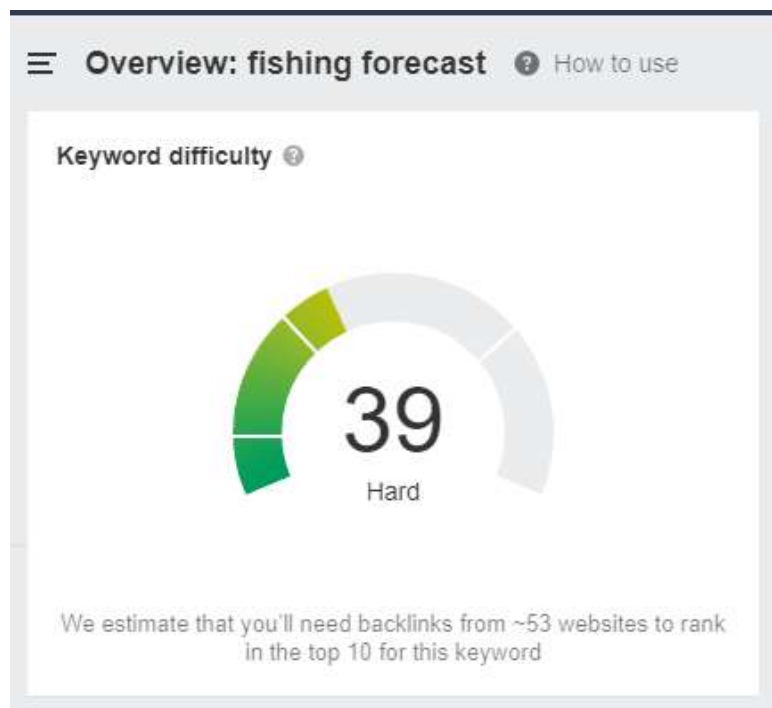 Overview: fishing forecast ? How to use
Keyword difficulty ?
39
Hard
We estimate that you'll need backlinks from ~53 websites to rank
in the top 10 for this keyword